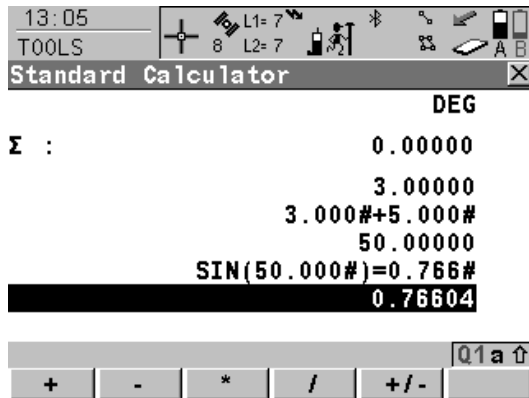 13:05
TOOLS
L1= 7
8 L2= 7
A B
Standard Calculator X
DEG
Σ : 0.00000
3.00000
3.000#+5.000#
50.00000
SIN(50.000#)=0.766#
0.76604
Q1 a ⇧
+ - * / +/-